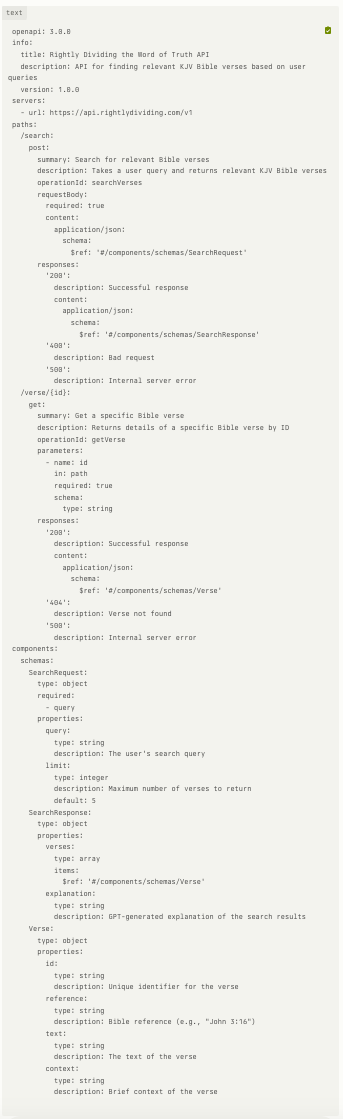 text
openapi: 3.0.0
info:
  title: Rightly Dividing the Word of Truth API
  description: API for finding relevant KJV Bible verses based on user
queries
  version: 1.0.0
servers:
  - url: https://api.rightlydividing.com/v1
paths:
  /search:
    post:
      summary: Search for relevant Bible verses
      description: Takes a user query and returns relevant KJV Bible verses
      operationId: searchVerses
      requestBody:
        required: true
        content:
          application/json:
            schema:
              $ref: '#/components/schemas/SearchRequest'
      responses:
        '200':
          description: Successful response
          content:
            application/json:
              schema:
                $ref: '#/components/schemas/SearchResponse'
        '400':
          description: Bad request
        '500':
          description: Internal server error
  /verse/{id}:
    get:
      summary: Get a specific Bible verse
      description: Returns details of a specific Bible verse by ID
      operationId: getVerse
      parameters:
        - name: id
          in: path
          required: true
          schema:
            type: string
      responses:
        '200':
          description: Successful response
          content:
            application/json:
              schema:
                $ref: '#/components/schemas/Verse'
        '404':
          description: Verse not found
        '500':
          description: Internal server error
components:
  schemas:
    SearchRequest:
      type: object
      required:
        - query
      properties:
        query:
          type: string
          description: The user's search query
        limit:
          type: integer
          description: Maximum number of verses to return
          default: 5
    SearchResponse:
      type: object
      properties:
        verses:
          type: array
          items:
            $ref: '#/components/schemas/Verse'
        explanation:
          type: string
          description: GPT-generated explanation of the search results
    Verse:
      type: object
      properties:
        id:
          type: string
          description: Unique identifier for the verse
        reference:
          type: string
          description: Bible reference (e.g., "John 3:16")
        text:
          type: string
          description: The text of the verse
        context:
          type: string
          description: Brief context of the verse